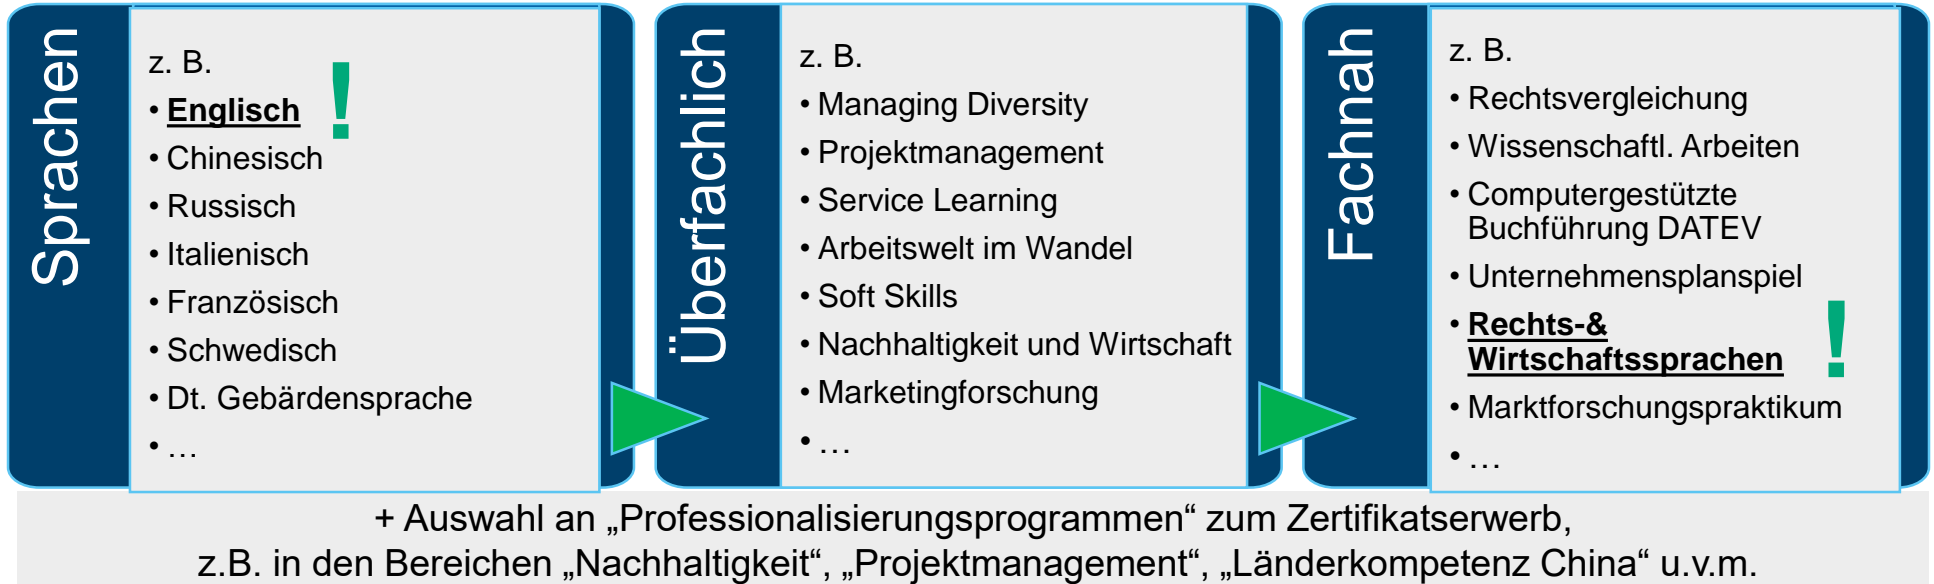 Sprachen
z. B.
• Englisch
!
• Chinesisch
• Russisch
• Italienisch
• Französisch
• Schwedisch
• Dt. Gebärdensprache
• …
Überfachlich
z. B.
• Managing Diversity
• Projektmanagement
• Service Learning
• Arbeitswelt im Wandel
• Soft Skills
• Nachhaltigkeit und Wirtschaft
• Marketingforschung
• …
Fachnah
z. B.
• Rechtsvergleichung
• Wissenschaftl. Arbeiten
• Computergestützte
Buchführung DATEV
• Unternehmensplanspiel
• Rechts-&
Wirtschaftssprachen
!
• Marktforschungspraktikum
• …
+ Auswahl an „Professionalisierungsprogrammen“ zum Zertifikatserwerb,
z.B. in den Bereichen „Nachhaltigkeit“, „Projektmanagement“, „Länderkompetenz China“ u.v.m.